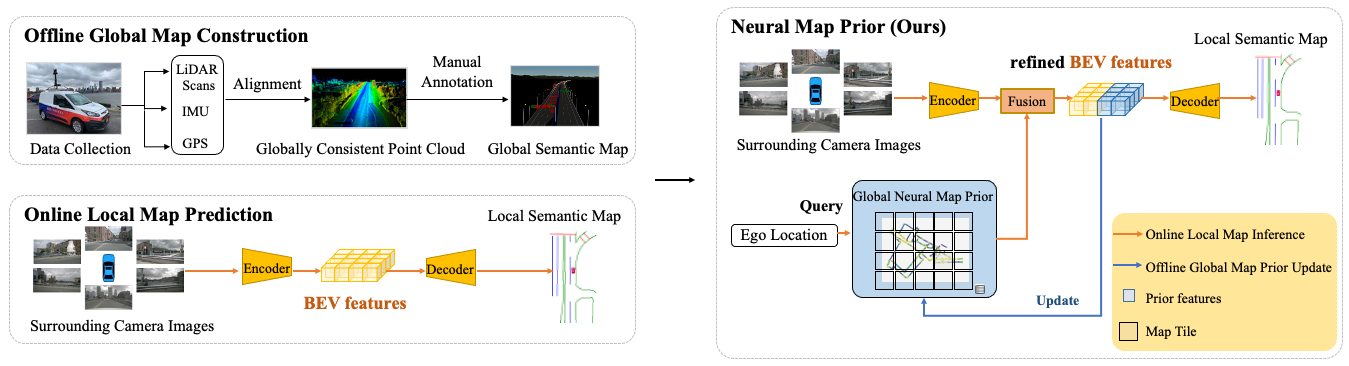 Offline Global Map Construction
LiDAR
Scans
IMU
GPS
Data Collection
Alignment
Globally Consistent Point Cloud
Manual
Annotation
Global Semantic Map
Online Local Map Prediction
Surrounding Camera Images
Encoder
BEV features
Decoder
Local Semantic Map
Neural Map Prior (Ours)
Surrounding Camera Images
Encoder
Fusion
refined BEV features
Decoder
Local Semantic Map
Query
Ego Location
Global Neural Map Prior
Update
Online Local Map Inference
Offline Global Map Prior Update
Prior features
Map Tile